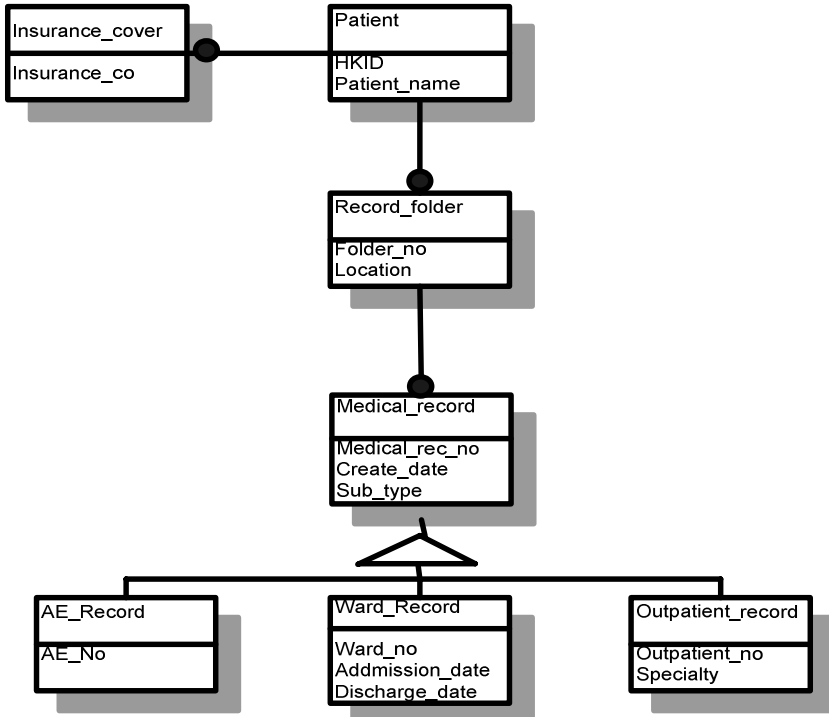 Insurance_cover
Insurance_co
Patient
HKID
Patient_name
Record_folder
Folder_no
Location
Medical_record
Medical_rec_no
Create_date
Sub_type
AE_Record
AE_No
Ward_Record
Ward_no
Addmission_date
Discharge_date
Outpatient_record
Outpatient_no
Specialty